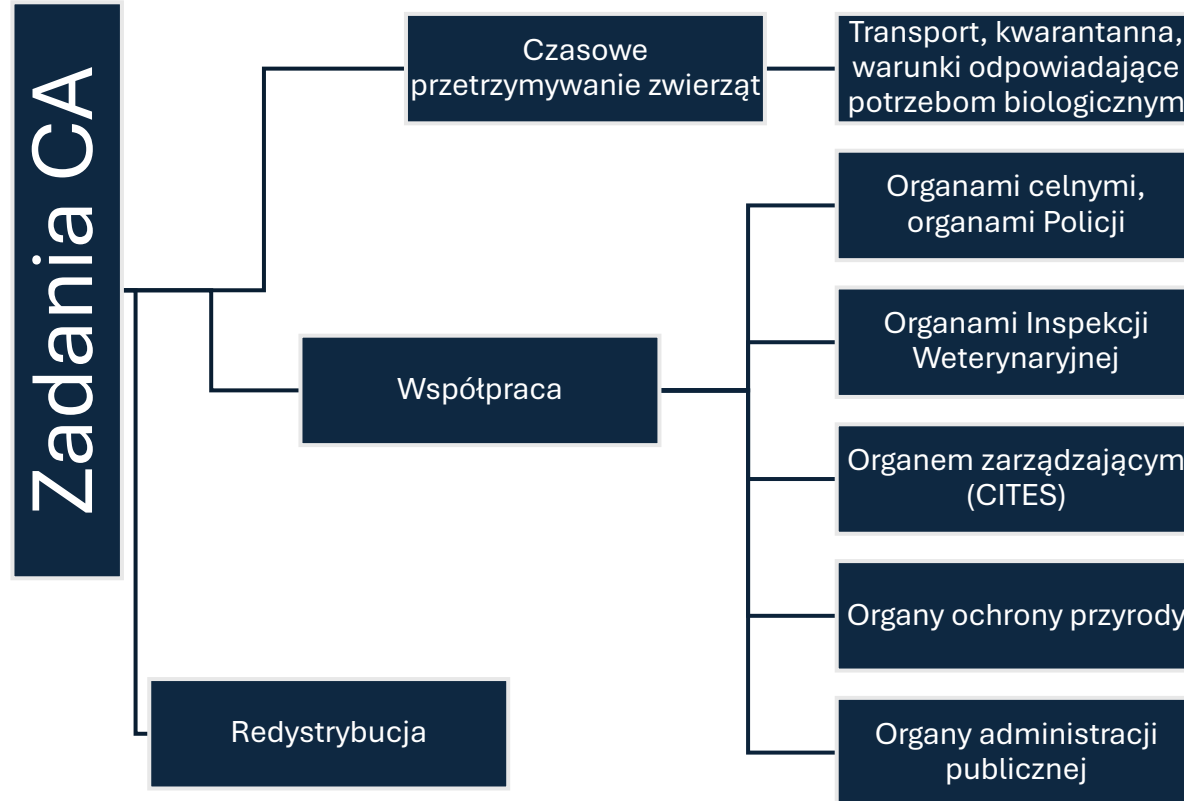 Zadania CA
Czasowe
przetrzymywanie zwierząt
Transport, kwarantanna,
warunki odpowiadające
potrzebom biologicznym
Współpraca
Organami celnymi,
organami Policji
Organami Inspekcji
Weterynaryjnej
Organem zarządzającym
(CITES)
Organy ochrony przyrody
Organy administracji
publicznej
Redystrybucja